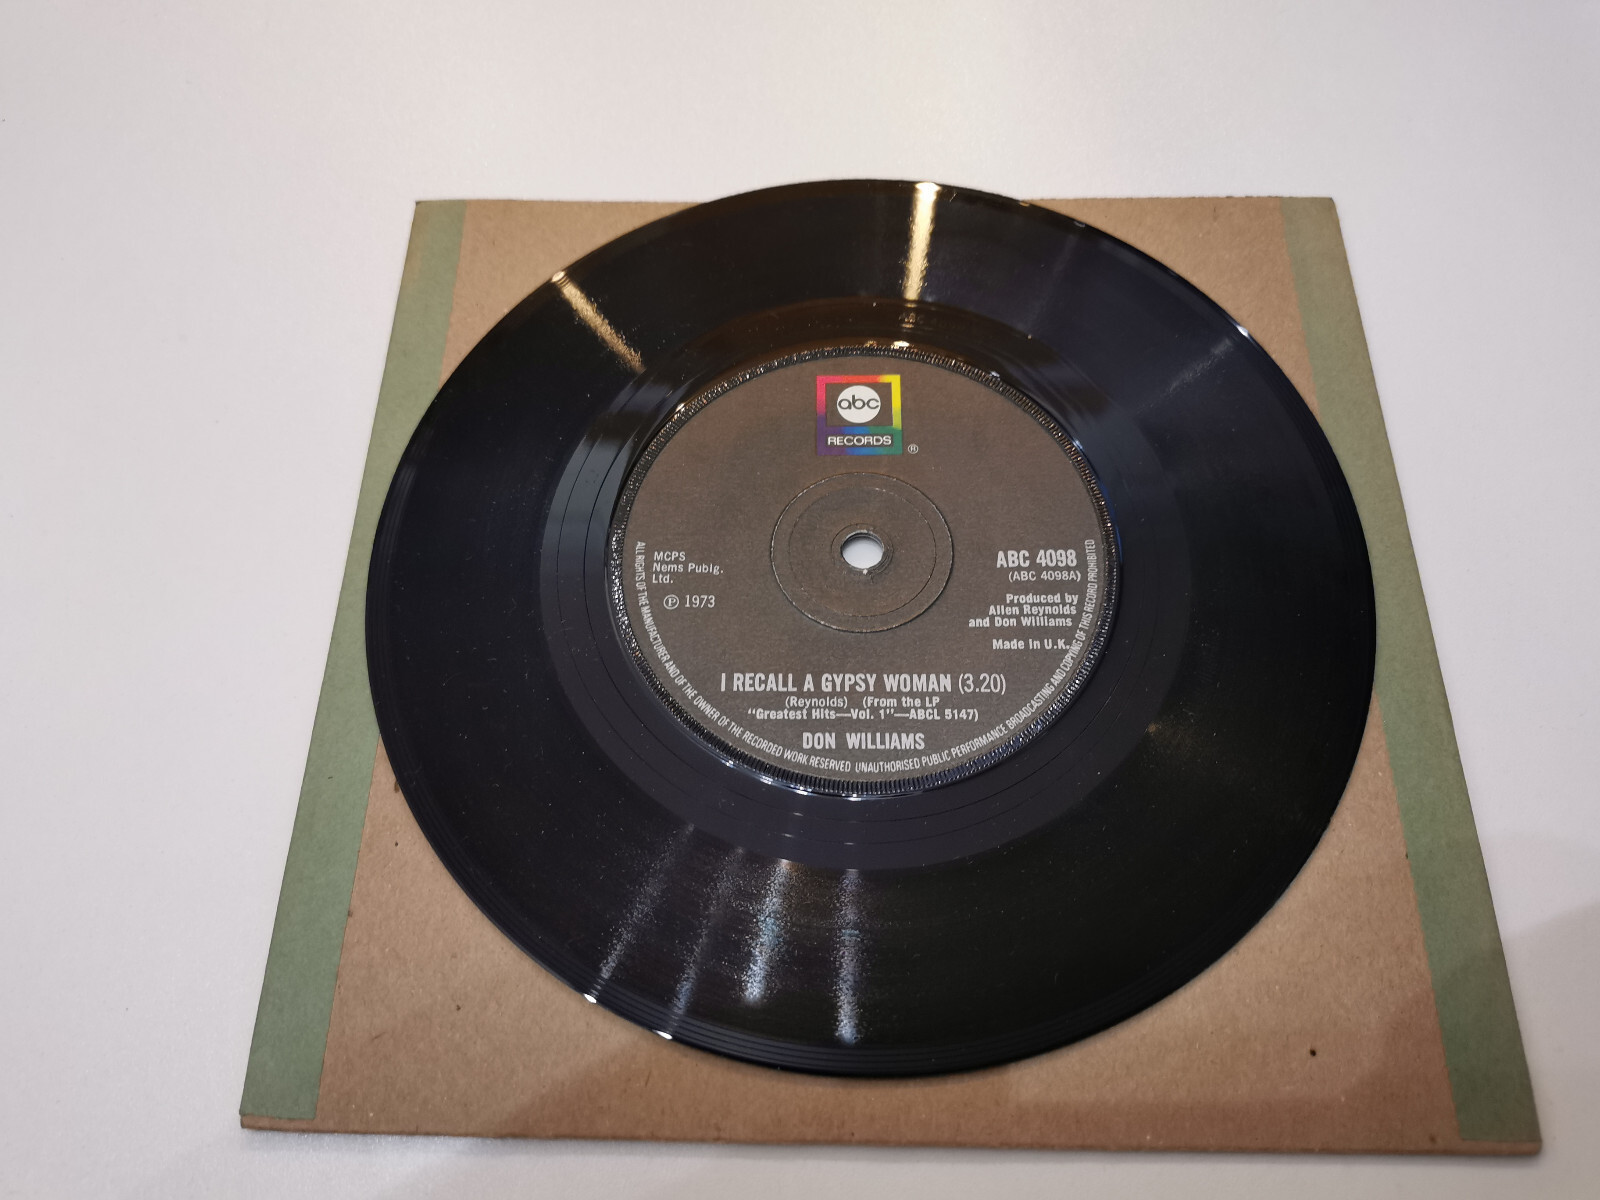 abc
RECORDS ®
MCPS
Nems Publg.
Ltd.
Ⓟ 1973
ABC 4098
(ABC 4098A)
Produced by
Allen Reynolds
and Don Williams
Made in U.K.
I RECALL A GYPSY WOMAN (3.20)
(Reynolds) (From the LP
"Greatest Hits—Vol. 1"—ABCL 5147)
DON WILLIAMS
ALL RIGHTS OF THE MANUFACTURER AND OF THE OWNER OF THE RECORDED WORK RESERVED UNAUTHORISED PUBLIC PERFORMANCE BROADCASTING AND COPYING OF THIS RECORD PROHIBITED